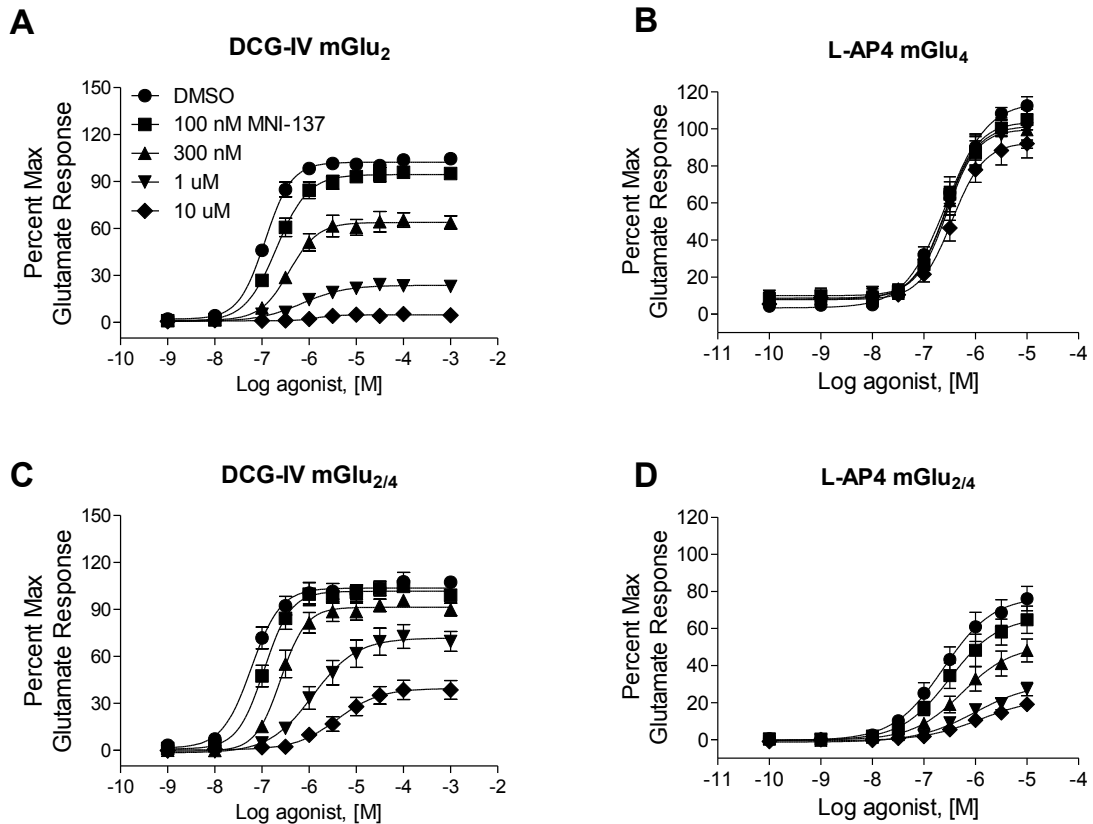 A
DCG-IV mGlu2
Percent Max
Glutamate Response
150
120
90
60
30
0
DMSO
100 nM MNI-137
300 nM
1 uM
10 uM
-10 -9 -8 -7 -6 -5 -4 -3 -2
Log agonist, [M]
B
L-AP4 mGlu4
Percent Max
Glutamate Response
120
100
80
60
40
20
0
-11 -10 -9 -8 -7 -6 -5 -4
Log agonist, [M]
C
DCG-IV mGlu2/4
Percent Max
Glutamate Response
150
120
90
60
30
0
-10 -9 -8 -7 -6 -5 -4 -3 -2
Log agonist, [M]
D
L-AP4 mGlu2/4
Percent Max
Glutamate Response
120
100
80
60
40
20
0
-11 -10 -9 -8 -7 -6 -5 -4
Log agonist, [M]